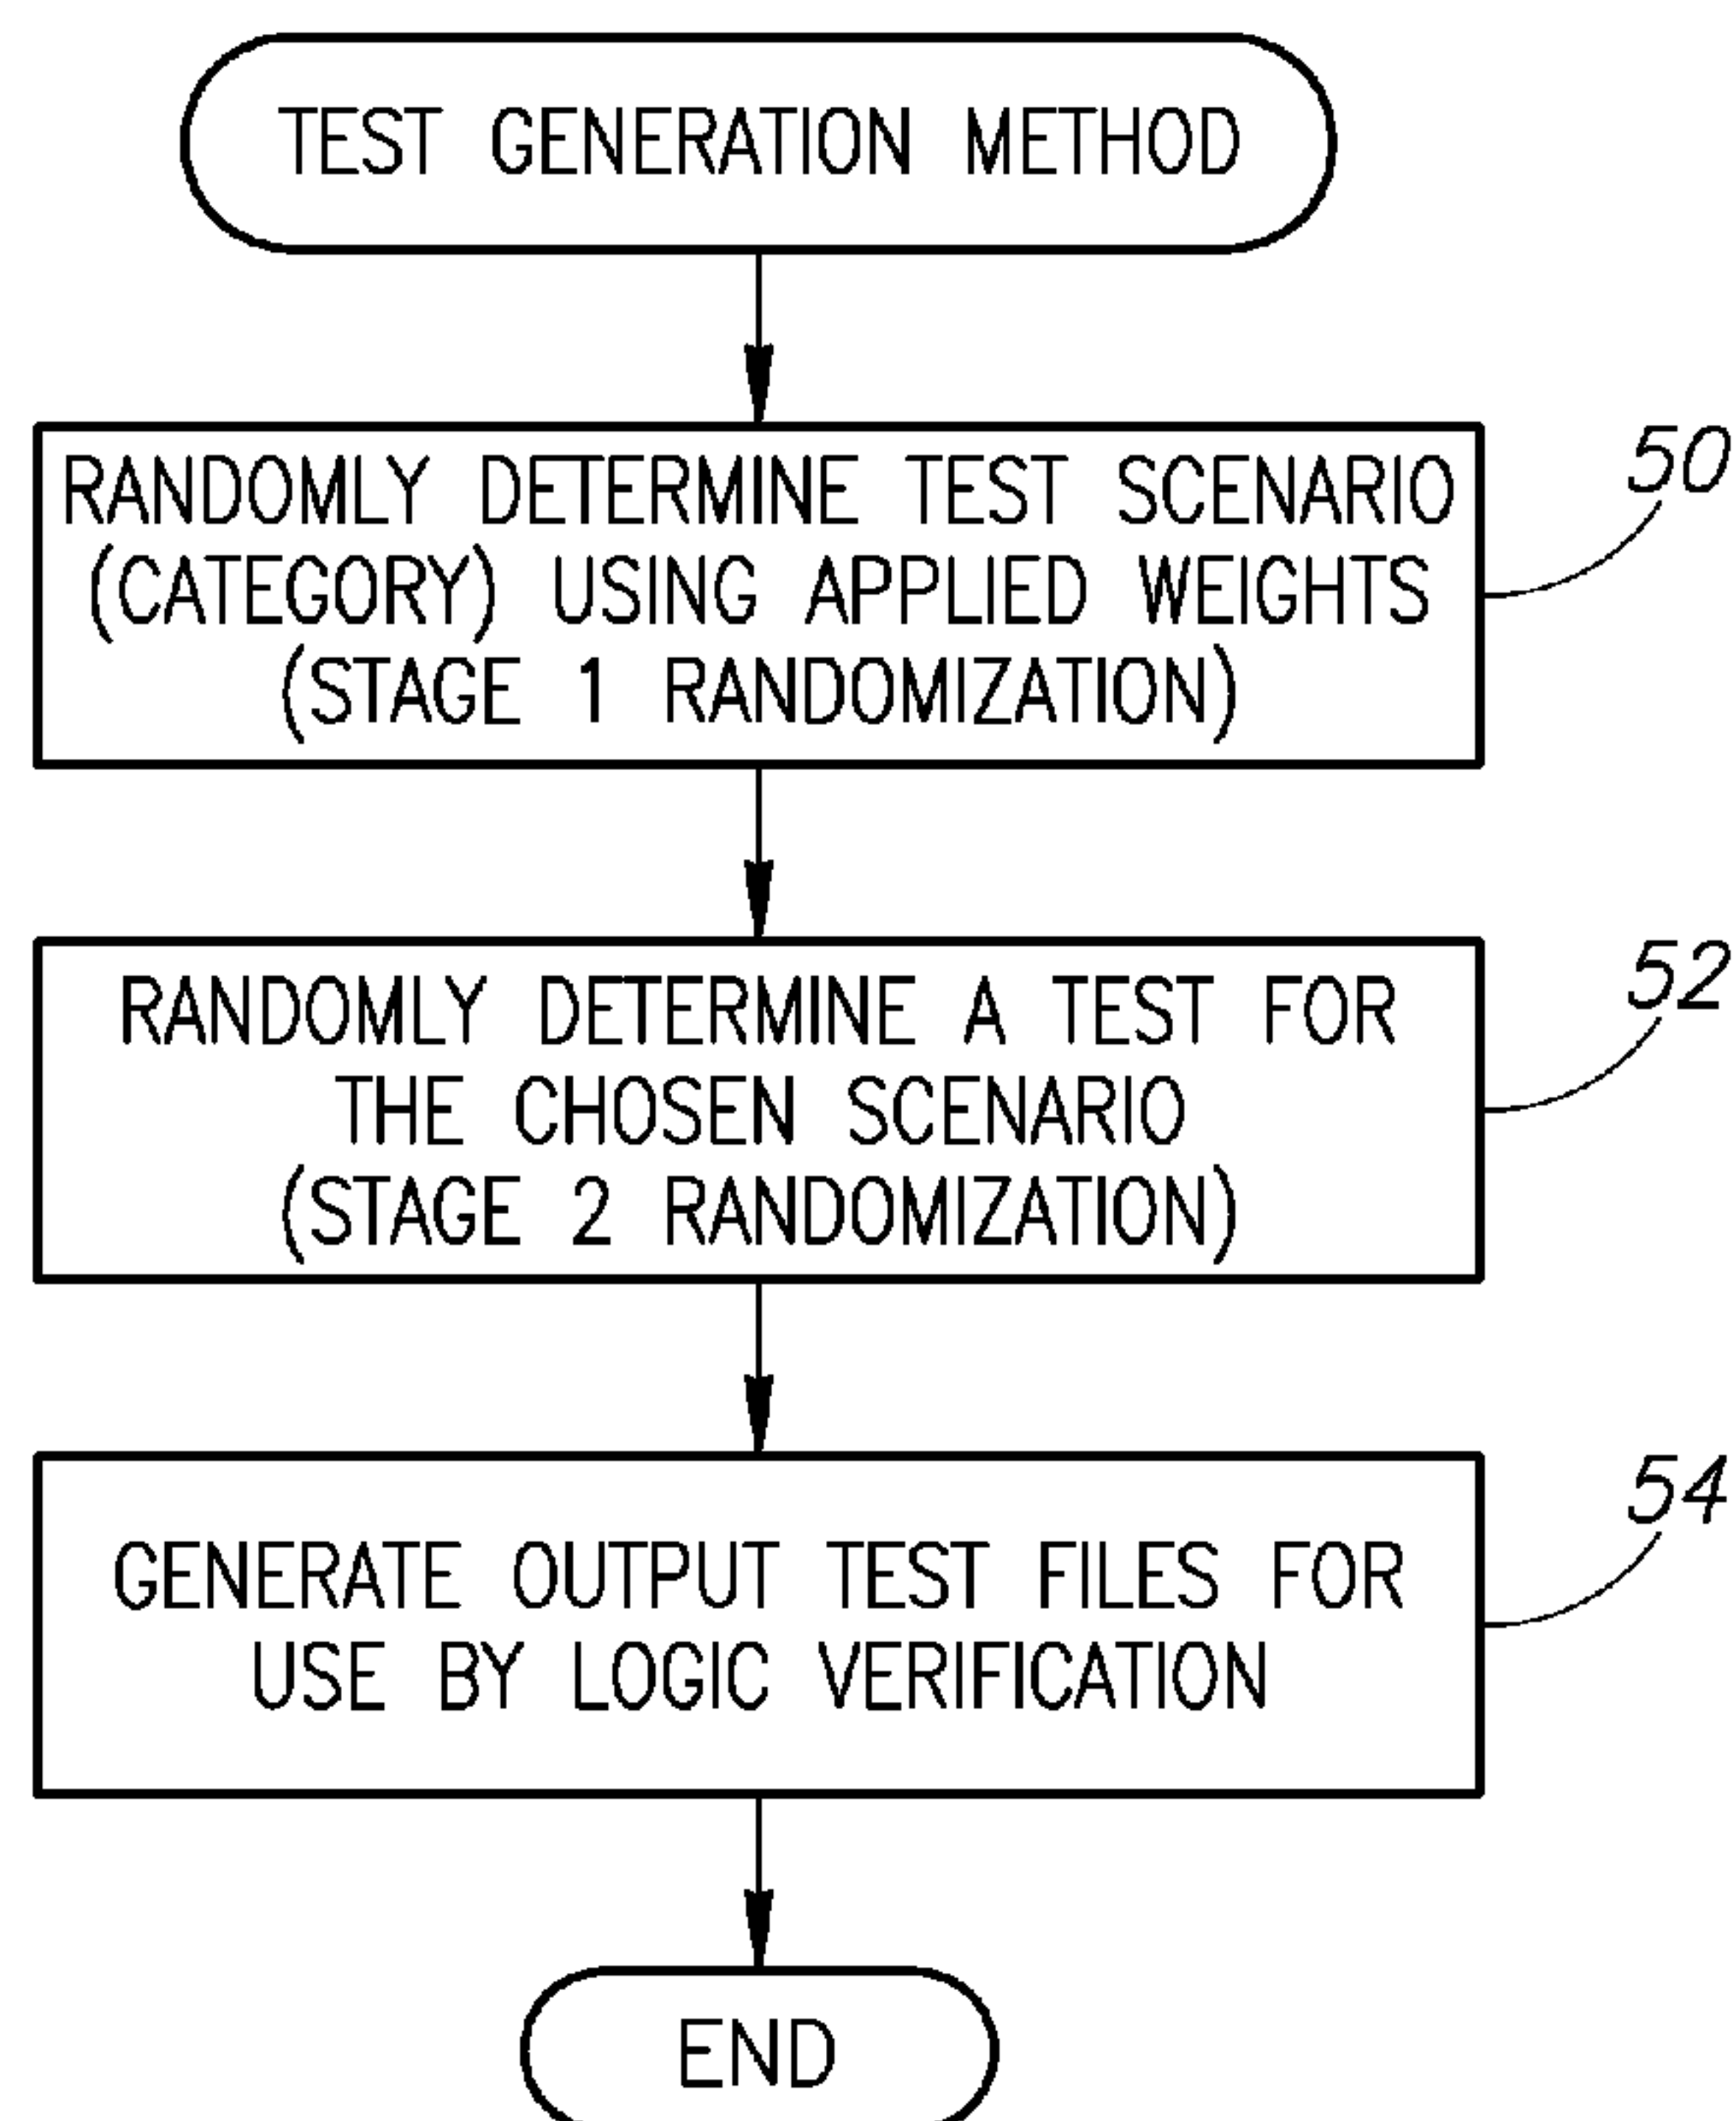 TEST GENERATION METHOD
50
RANDOMLY DETERMINE TEST SCENARIO
(CATEGORY) USING APPLIED WEIGHTS
(STAGE 1 RANDOMIZATION)
52
RANDOMLY DETERMINE A TEST FOR
THE CHOSEN SCENARIO
(STAGE 2 RANDOMIZATION)
54
GENERATE OUTPUT TEST FILES FOR
USE BY LOGIC VERIFICATION
END